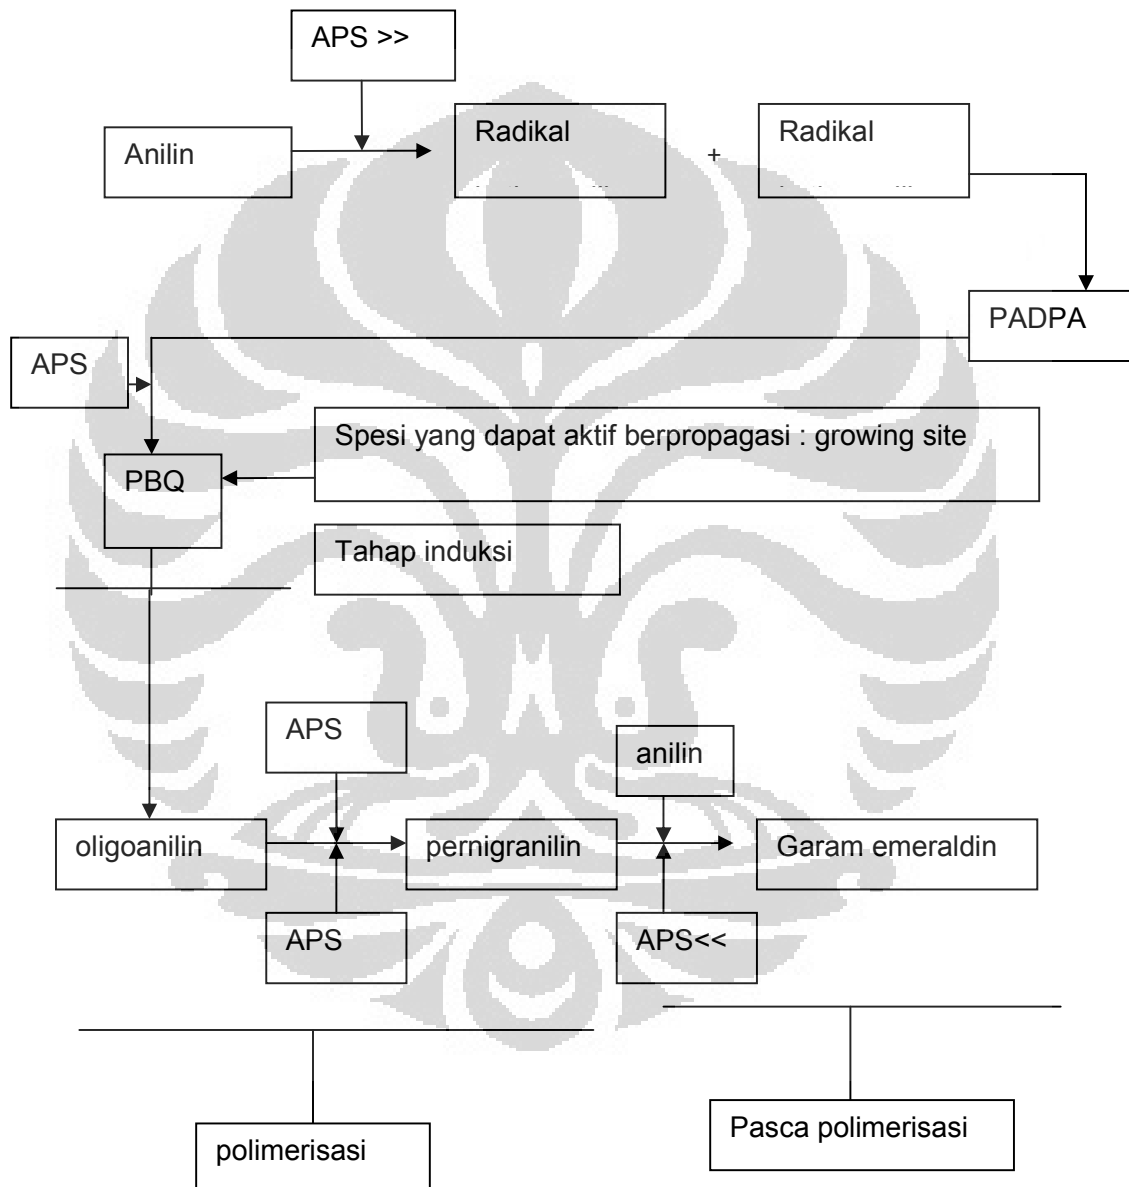 APS >>
Anilin
Radikal
+
Radikal
PADPA
APS
Spesi yang dapat aktif berpropagasi : growing site
PBQ
Tahap induksi
APS
anilin
oligoanilin
pernigranilin
Garam emeraldin
APS
APS<<
polimerisasi
Pasca polimerisasi